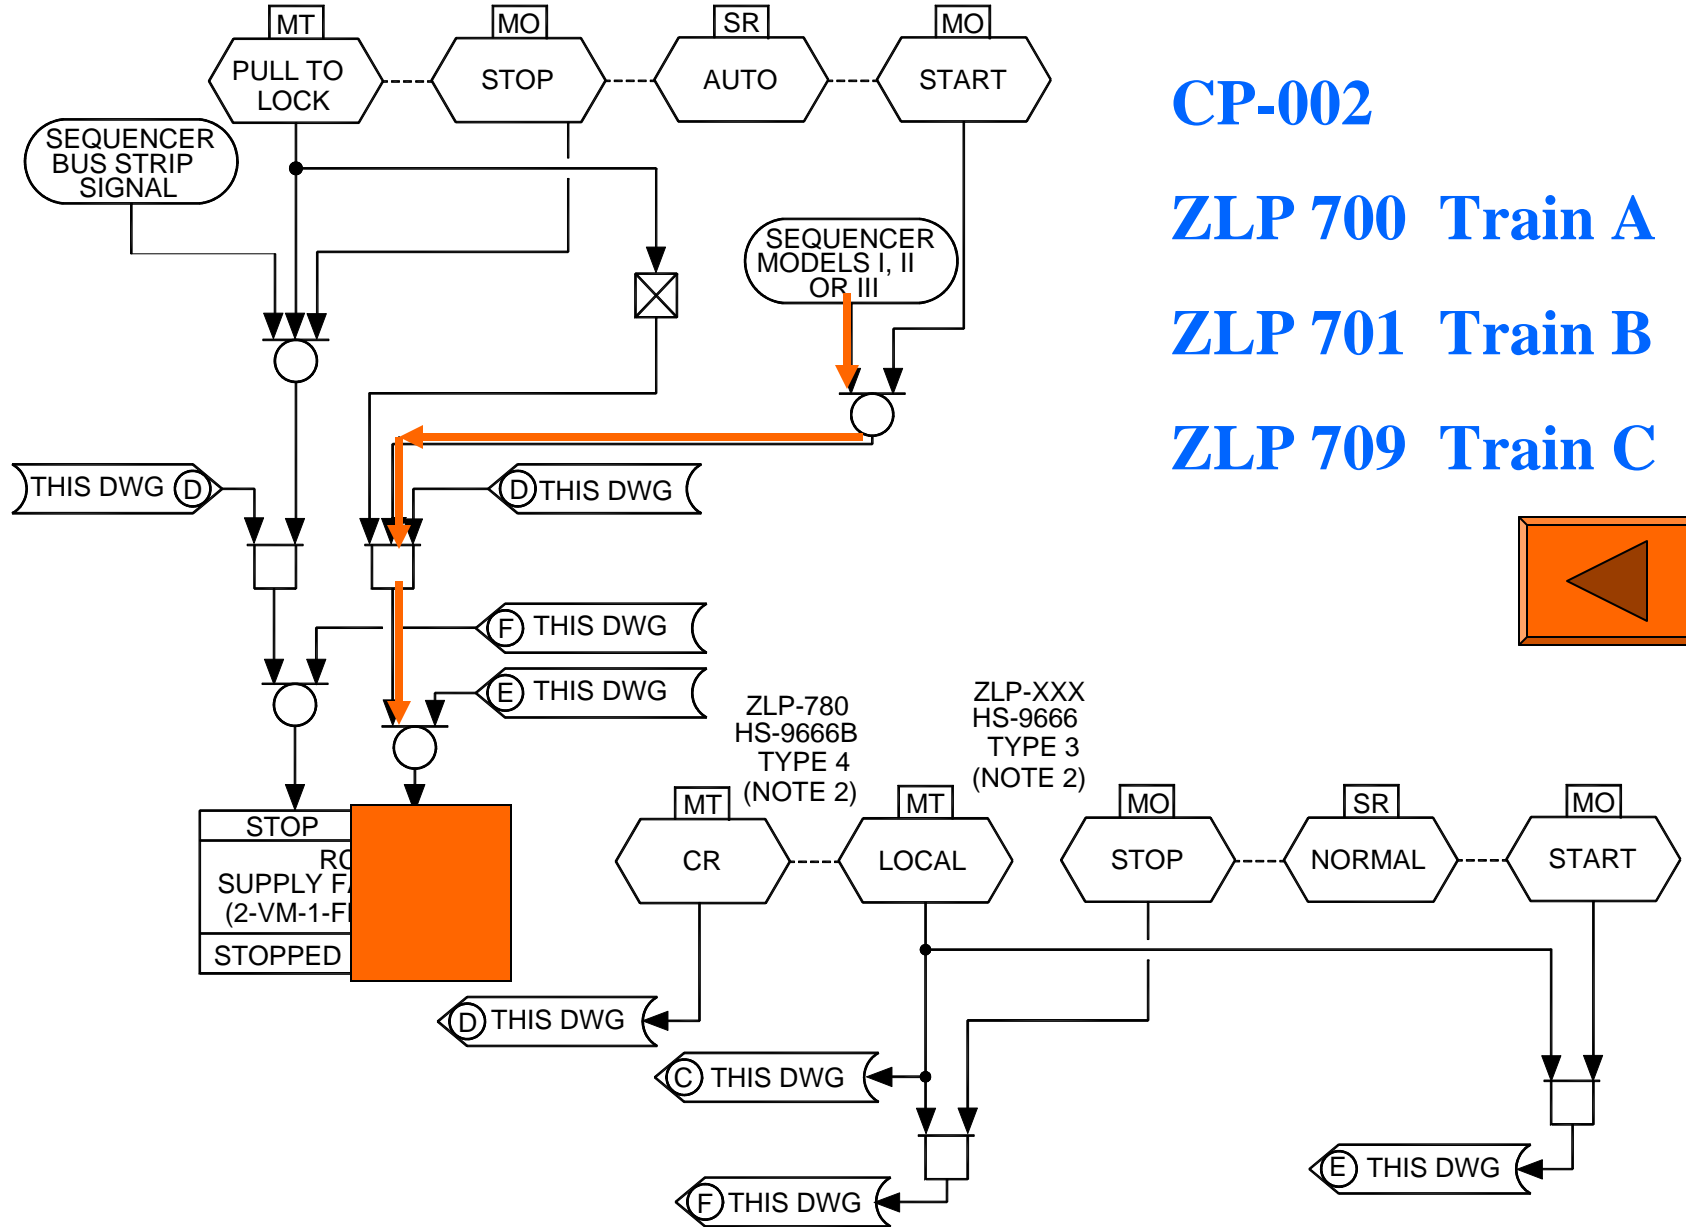 MT
MO
SR
MO
PULL TO
LOCK
STOP
AUTO
START
CP-002
SEQUENCER
BUS STRIP
SIGNAL
ZLP 700 Train A
SEQUENCER
MODELS I, II
OR III
ZLP 701 Train B
ZLP 709 Train C
THIS DWG D
D THIS DWG
F THIS DWG
E THIS DWG
ZLP-780
HS-9666B
TYPE 4
(NOTE 2)
ZLP-XXX
HS-9666
TYPE 3
(NOTE 2)
MT
MT
MO
SR
MO
STOP
SUPPLY
(2-VM-1-
STOPPED
CR
LOCAL
STOP
NORMAL
START
D THIS DWG
C THIS DWG
E THIS DWG
F THIS DWG